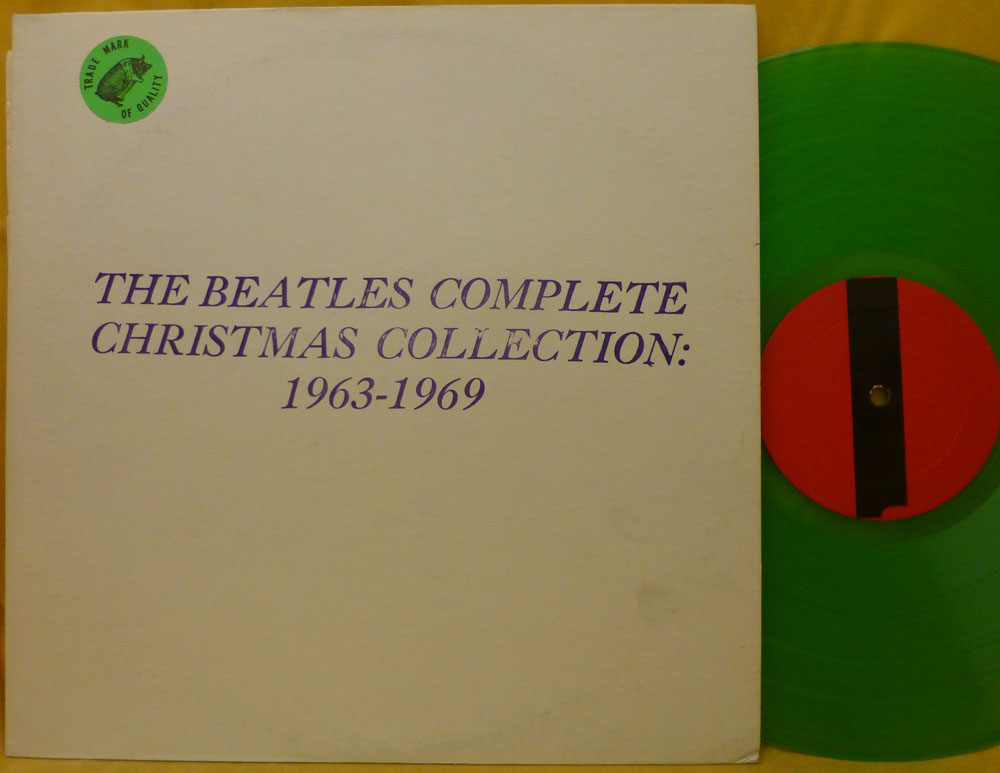 TRADE MARK
OF QUALITY
THE BEATLES COMPLETE
CHRISTMAS COLLECTION:
1963-1969